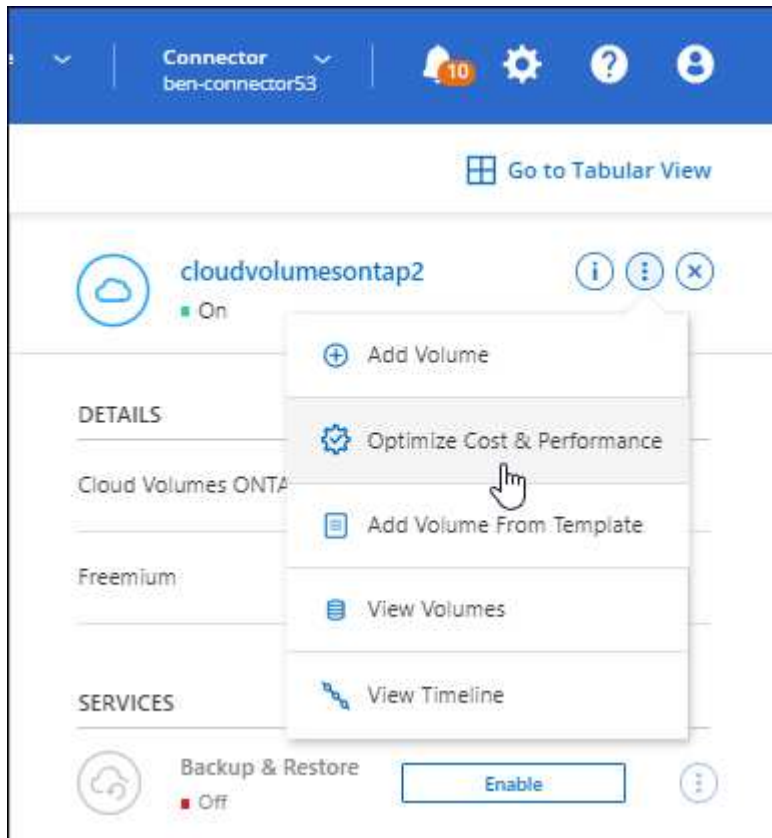 Connector
ben-connector53
10
Go to Tabular View
cloudvolumesontap2
i
On
Add Volume
DETAILS
Optimize Cost & Performance
Cloud Volumes ONTA
Add Volume From Template
Freemium
View Volumes
View Timeline
SERVICES
Backup & Restore
Enable
Off